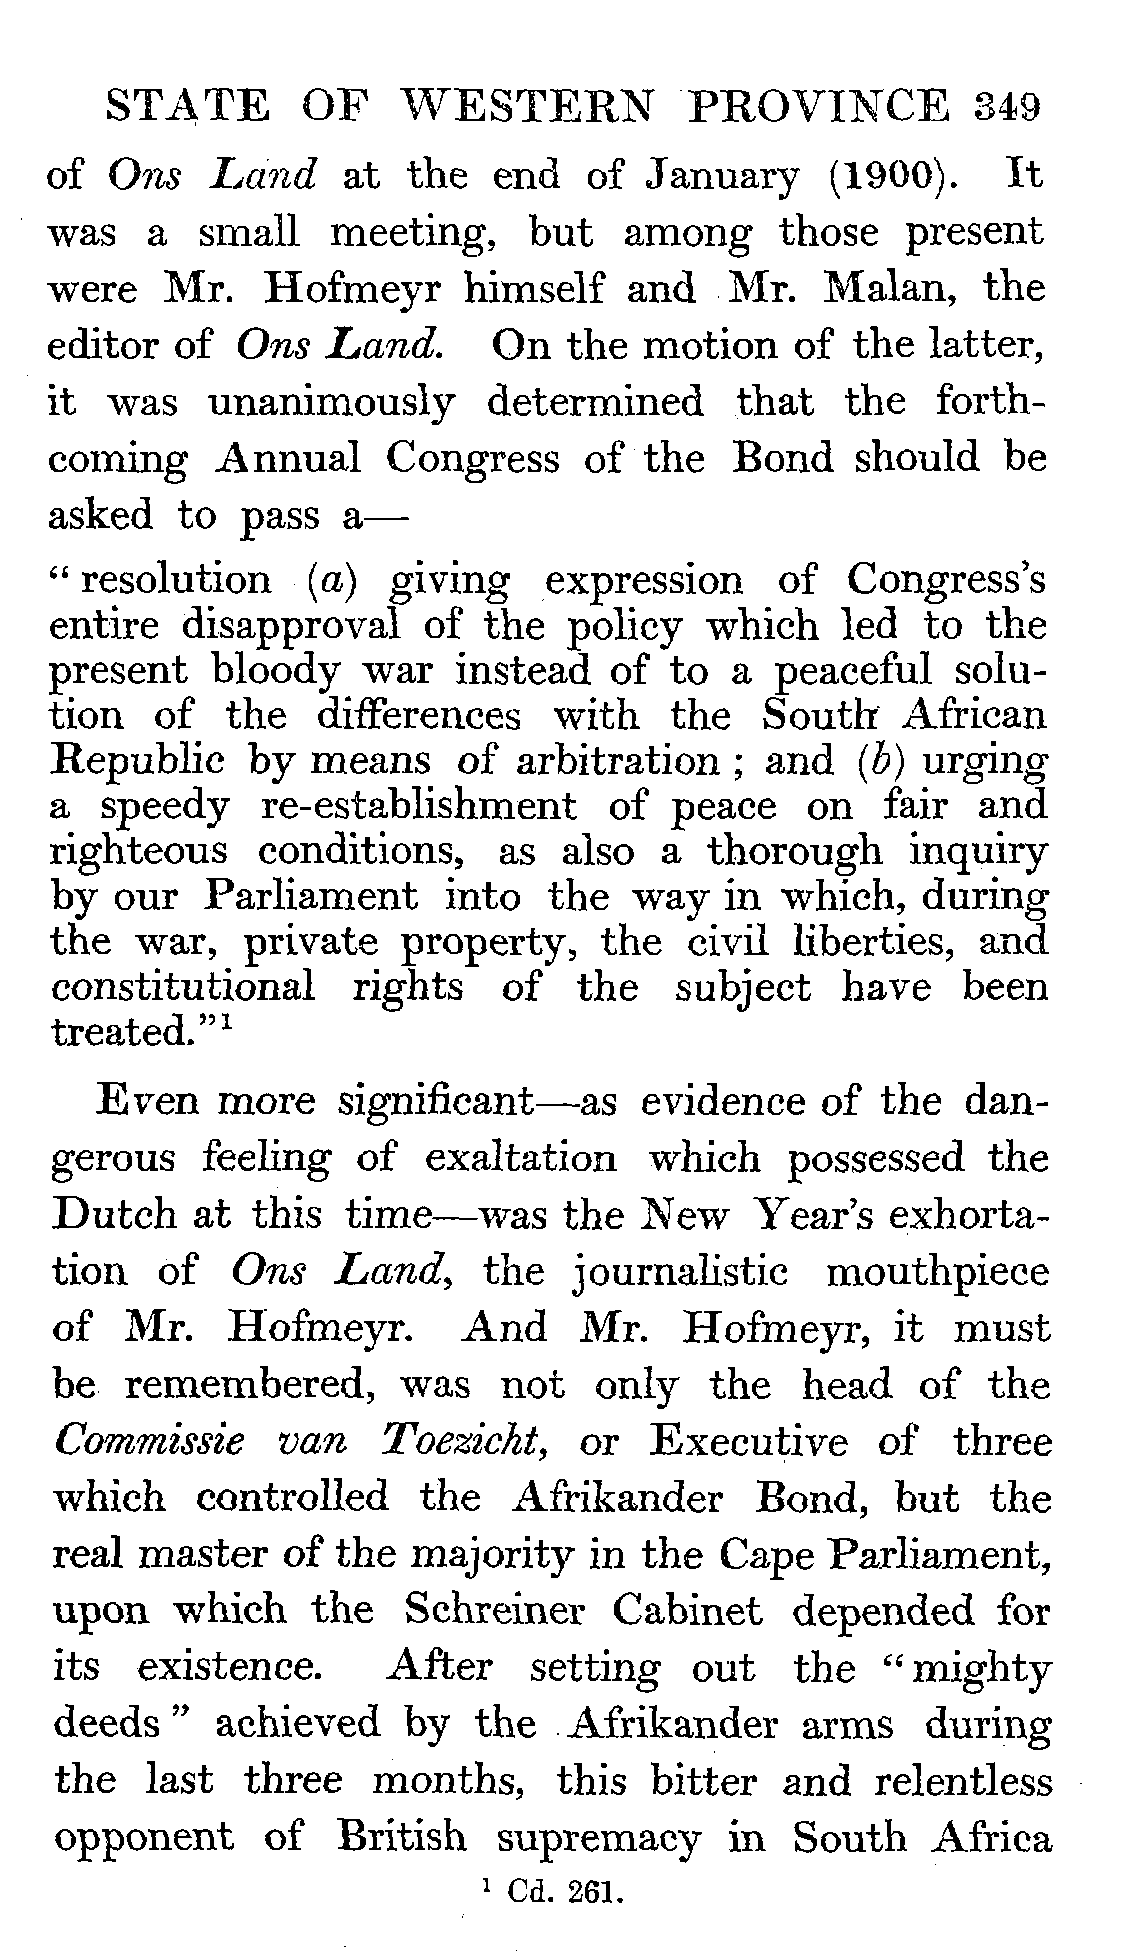 STATE OF WESTERN PROVINCE 349
of Ons Land at the end of January (1900). It
was a small meeting, but among those present
were Mr. Hofmeyr himself and Mr. Malan, the
editor of Ons Land. On the motion of the latter,
it was unanimously determined that the forth-
coming Annual Congress of the Bond should be
asked to pass a—
“ resolution (a) giving expression of Congress’s
entire disapproval of the policy which led to the
present bloody war instead of to a peaceful solu-
tion of the differences with the South African
Republic by means of arbitration ; and (b) urging
a speedy re-establishment of peace on fair and
righteous conditions, as also a thorough inquiry
by our Parliament into the way in which, during
the war, private property, the civil liberties, and
constitutional rights of the subject have been
treated.”¹
Even more significant—as evidence of the dan-
gerous feeling of exaltation which possessed the
Dutch at this time—was the New Year’s exhorta-
tion of Ons Land, the journalistic mouthpiece
of Mr. Hofmeyr. And Mr. Hofmeyr, it must
be remembered, was not only the head of the
Commissie van Toezicht, or Executive of three
which controlled the Afrikander Bond, but the
real master of the majority in the Cape Parliament,
upon which the Schreiner Cabinet depended for
its existence. After setting out the “ mighty
deeds ” achieved by the Afrikander arms during
the last three months, this bitter and relentless
opponent of British supremacy in South Africa
¹ Cd. 261.